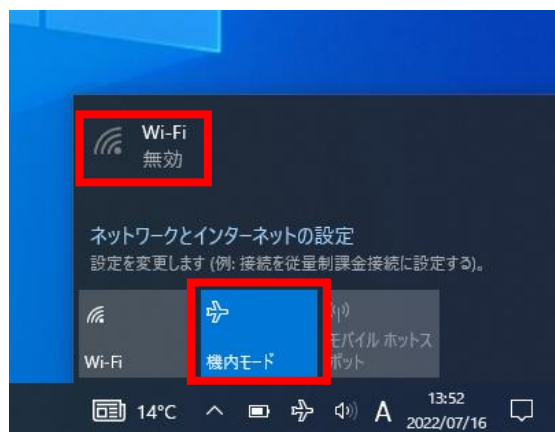 Wi-Fi
無効
ネットワークとインターネットの設定
設定を変更します (例: 接続を従量制課金接続に設定する)。
Wi-Fi
機内モード
モバイル ホットス
ポット
14°C
A
13:52
2022/07/16